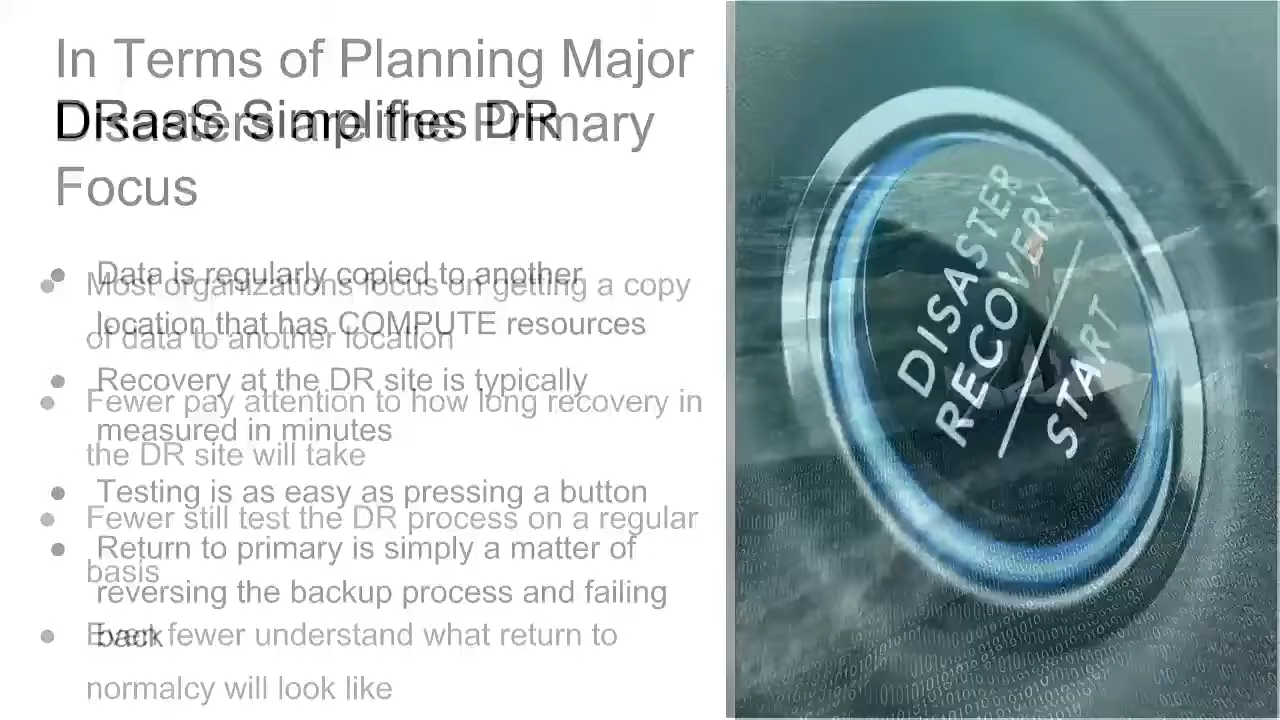 In Terms of Planning Major
Disasters are the Primary
Focus
DRaaS Simplifies DR
Most organizations focus on getting a copy
of data to another location
Fewer pay attention to how long recovery in
the DR site will take
Fewer still test the DR process on a regular
basis
Even fewer understand what return to
normalcy will look like
Data is regularly copied to another
location that has COMPUTE resources
Recovery at the DR site is typically
measured in minutes
Testing is as easy as pressing a button
Return to primary is simply a matter of
reversing the backup process and failing
back
DISASTER
RECOVERY
START